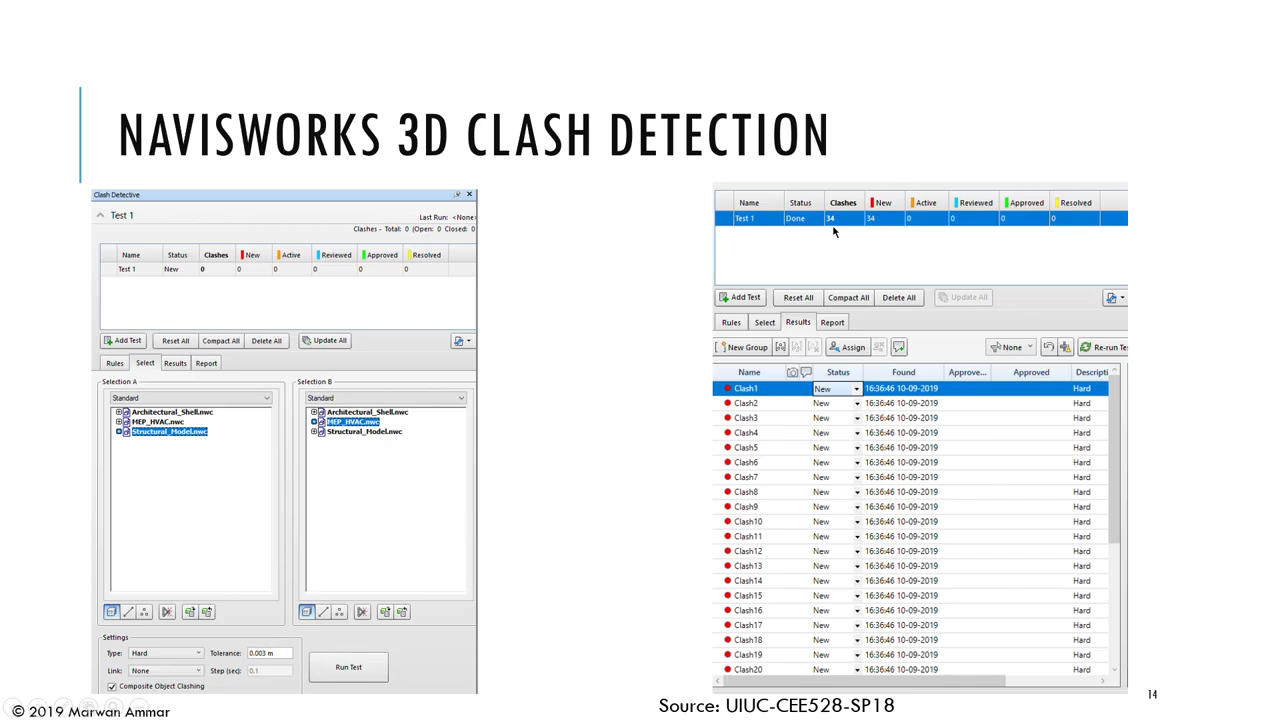 NAVISWORKS 3D CLASH DETECTION
Clash Detective
Test 1
Last Run: <None>
Clashes - Total: 0 (Open: 0 Closed: 0
Name Status Clashes New Active Reviewed Approved Resolved
Test 1 New 0 0 0 0 0 0
Add Test Reset All Compact All Delete All Update All
Rules Select Results Report
Selection A Selection B
Standard Standard
Architectural_Shell.nwc Architectural_Shell.nwc
MEP_HVAC.nwc MEP_HVAC.nwc
Structural_Model.nwc Structural_Model.nwc
Settings
Type: Hard Tolerance: 0.003 m
Run Test
Link: None Step (sec): 0.1
Composite Object Clashing
Name Status Clashes New Active Reviewed Approved Resolved
Test 1 Done 34 34 0 0 0 0
Add Test Reset All Compact All Delete All Update All
Rules Select Results Report
New Group Assign None Re-run Te
Name Status Found Approve... Approved Descripti
Clash1 New 16:36:46 10-09-2019 Hard
Clash2 New 16:36:46 10-09-2019 Hard
Clash3 New 16:36:46 10-09-2019 Hard
Clash4 New 16:36:46 10-09-2019 Hard
Clash5 New 16:36:46 10-09-2019 Hard
Clash6 New 16:36:46 10-09-2019 Hard
Clash7 New 16:36:46 10-09-2019 Hard
Clash8 New 16:36:46 10-09-2019 Hard
Clash9 New 16:36:46 10-09-2019 Hard
Clash10 New 16:36:46 10-09-2019 Hard
Clash11 New 16:36:46 10-09-2019 Hard
Clash12 New 16:36:46 10-09-2019 Hard
Clash13 New 16:36:46 10-09-2019 Hard
Clash14 New 16:36:46 10-09-2019 Hard
Clash15 New 16:36:46 10-09-2019 Hard
Clash16 New 16:36:46 10-09-2019 Hard
Clash17 New 16:36:46 10-09-2019 Hard
Clash18 New 16:36:46 10-09-2019 Hard
Clash19 New 16:36:46 10-09-2019 Hard
Clash20 New 16:36:46 10-09-2019 Hard
14
Source: UIUC-CEE528-SP18
© 2019 Marwan Ammar